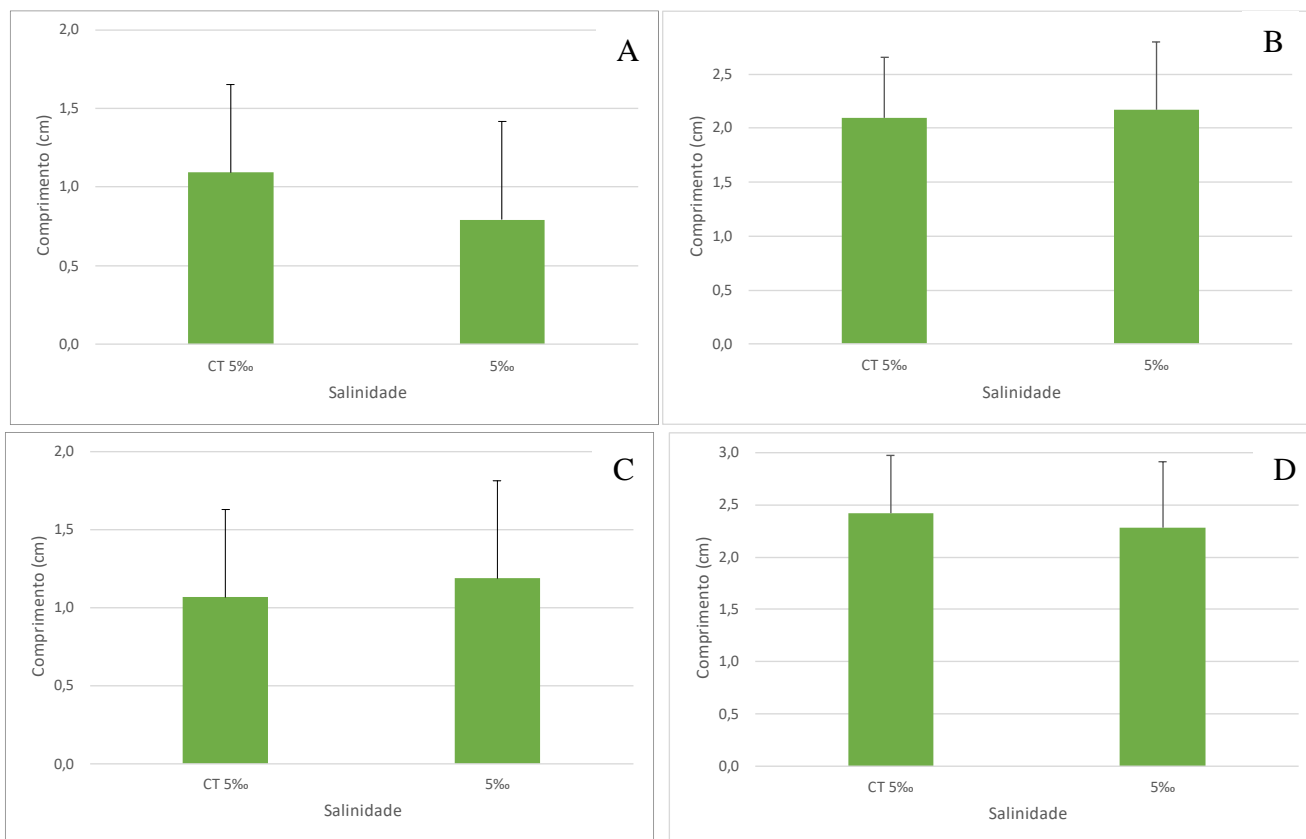 A
Comprimento (cm)
2,0
1,5
1,0
0,5
0,0
CT 5‰ 5‰
Salinidade
B
Comprimento (cm)
2,5
2,0
1,5
1,0
0,5
0,0
CT 5‰ 5‰
Salinidade
C
Comprimento (cm)
2,0
1,5
1,0
0,5
0,0
CT 5‰ 5‰
Salinidade
D
Comprimento (cm)
3,0
2,5
2,0
1,5
1,0
0,5
0,0
CT 5‰ 5‰
Salinidade